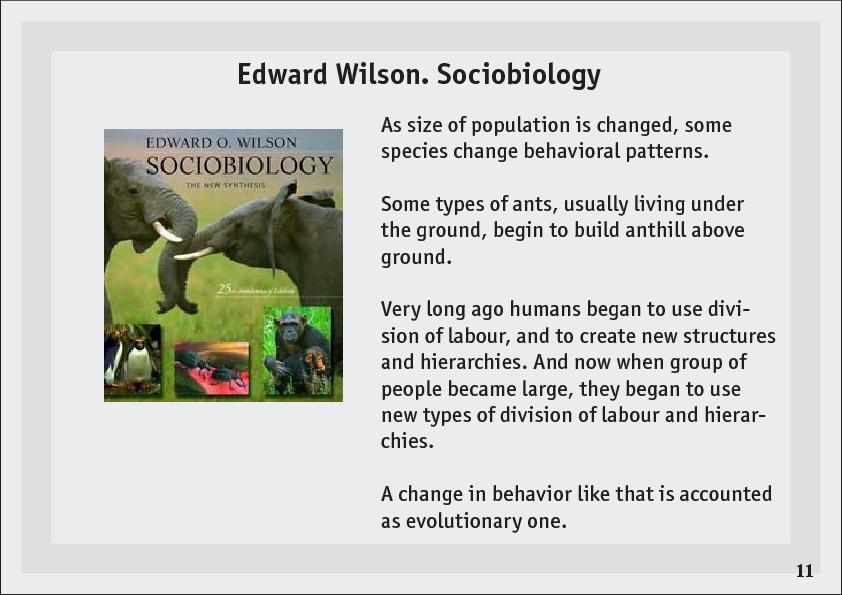 Edward Wilson. Sociobiology
EDWARD O. WILSON
SOCIOBIOLOGY
THE NEW SYNTHESIS
25th Anniversary Edition
As size of population is changed, some
species change behavioral patterns.
Some types of ants, usually living under
the ground, begin to build anthill above
ground.
Very long ago humans began to use divi-
sion of labour, and to create new structures
and hierarchies. And now when group of
people became large, they began to use
new types of division of labour and hierar-
chies.
A change in behavior like that is accounted
as evolutionary one.
11